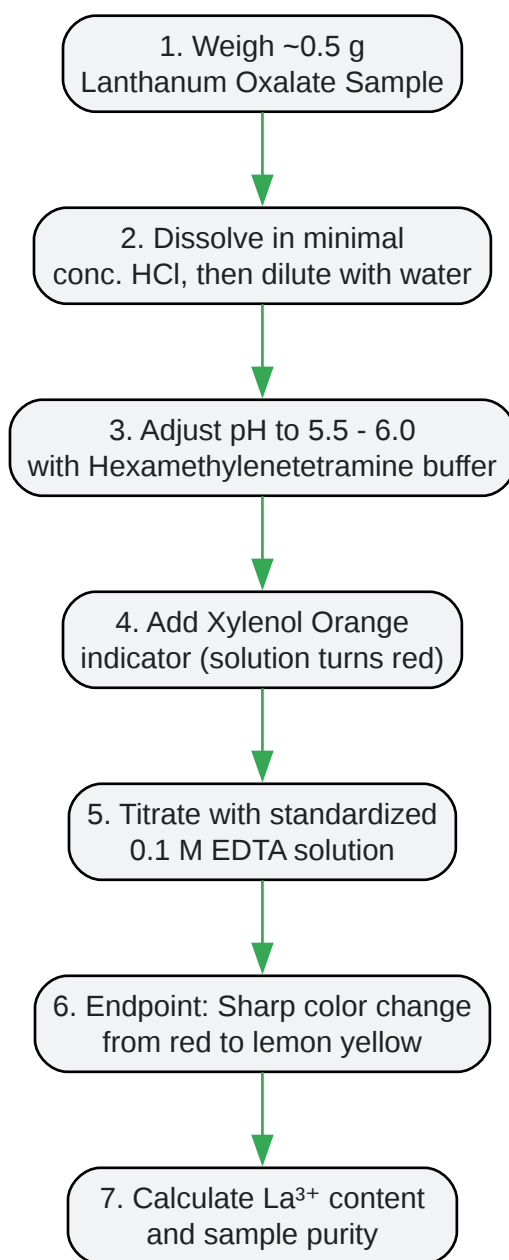 1. Weigh ~0.5 g
Lanthanum Oxalate Sample
2. Dissolve in minimal
conc. HCl, then dilute with water
3. Adjust pH to 5.5 - 6.0
with Hexamethylenetetramine buffer
4. Add Xylenol Orange
indicator (solution turns red)
5. Titrate with standardized
0.1 M EDTA solution
6. Endpoint: Sharp color change
from red to lemon yellow
7. Calculate La³⁺ content
and sample purity